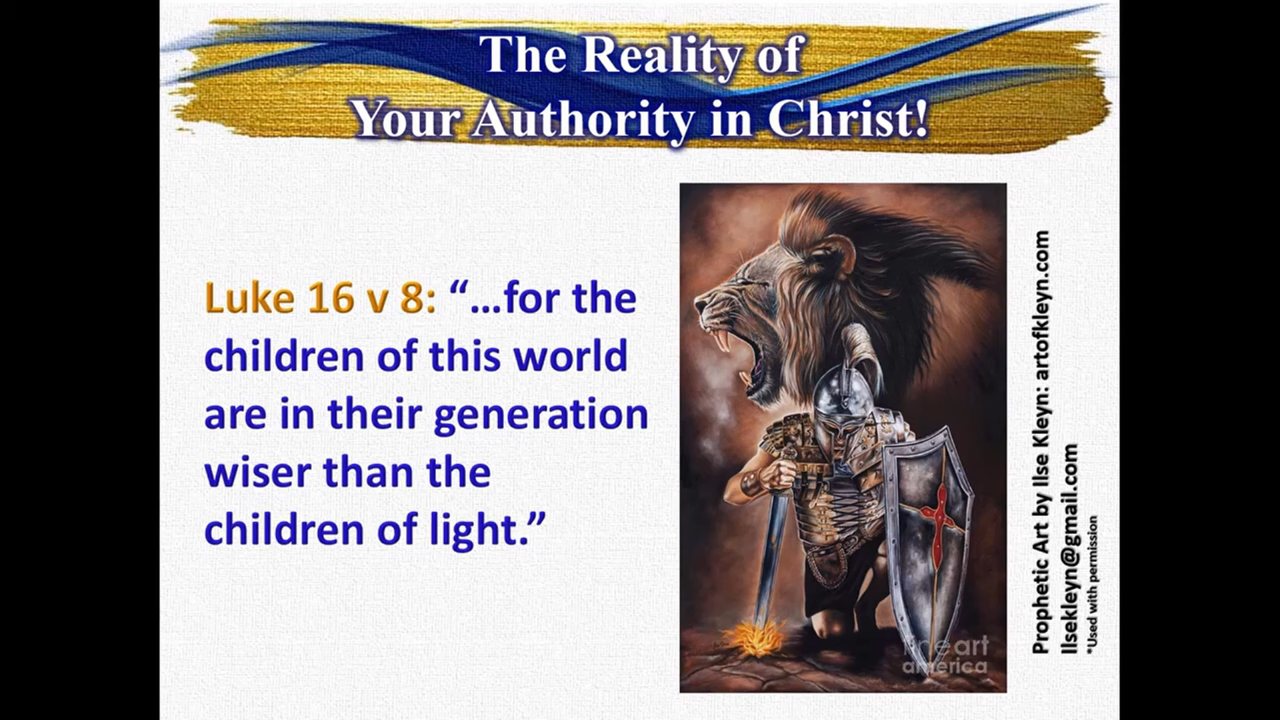 The Reality of
Your Authority in Christ!
Luke 16 v 8: “...for the
children of this world
are in their generation
wiser than the
children of light.”
fine art
america
Prophetic Art by Ilse Kleyn: artofkleyn.com
Ilsekleyn@gmail.com
*Used with permission